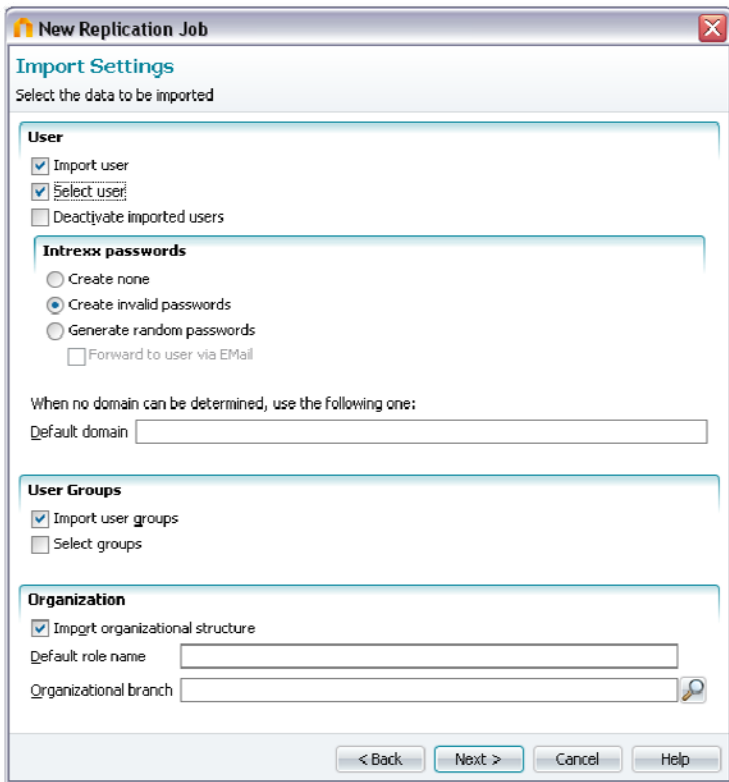 New Replication Job
Import Settings
Select the data to be imported
User
Import user
Select user
Deactivate imported users
Intrexx passwords
Create none
Create invalid passwords
Generate random passwords
Forward to user via EMail
When no domain can be determined, use the following one:
Default domain
User Groups
Import user groups
Select groups
Organization
Import organizational structure
Default role name
Organizational branch
< Back Next > Cancel Help